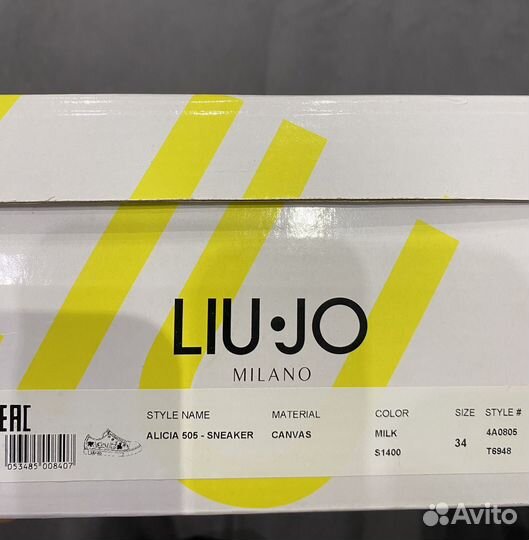 LIU·JO
MILANO
EAC
STYLE NAME MATERIAL COLOR SIZE STYLE #
ALICIA 505 - SNEAKER CANVAS MILK 34 4A0805
S1400 T6948
053485 008407
Avito